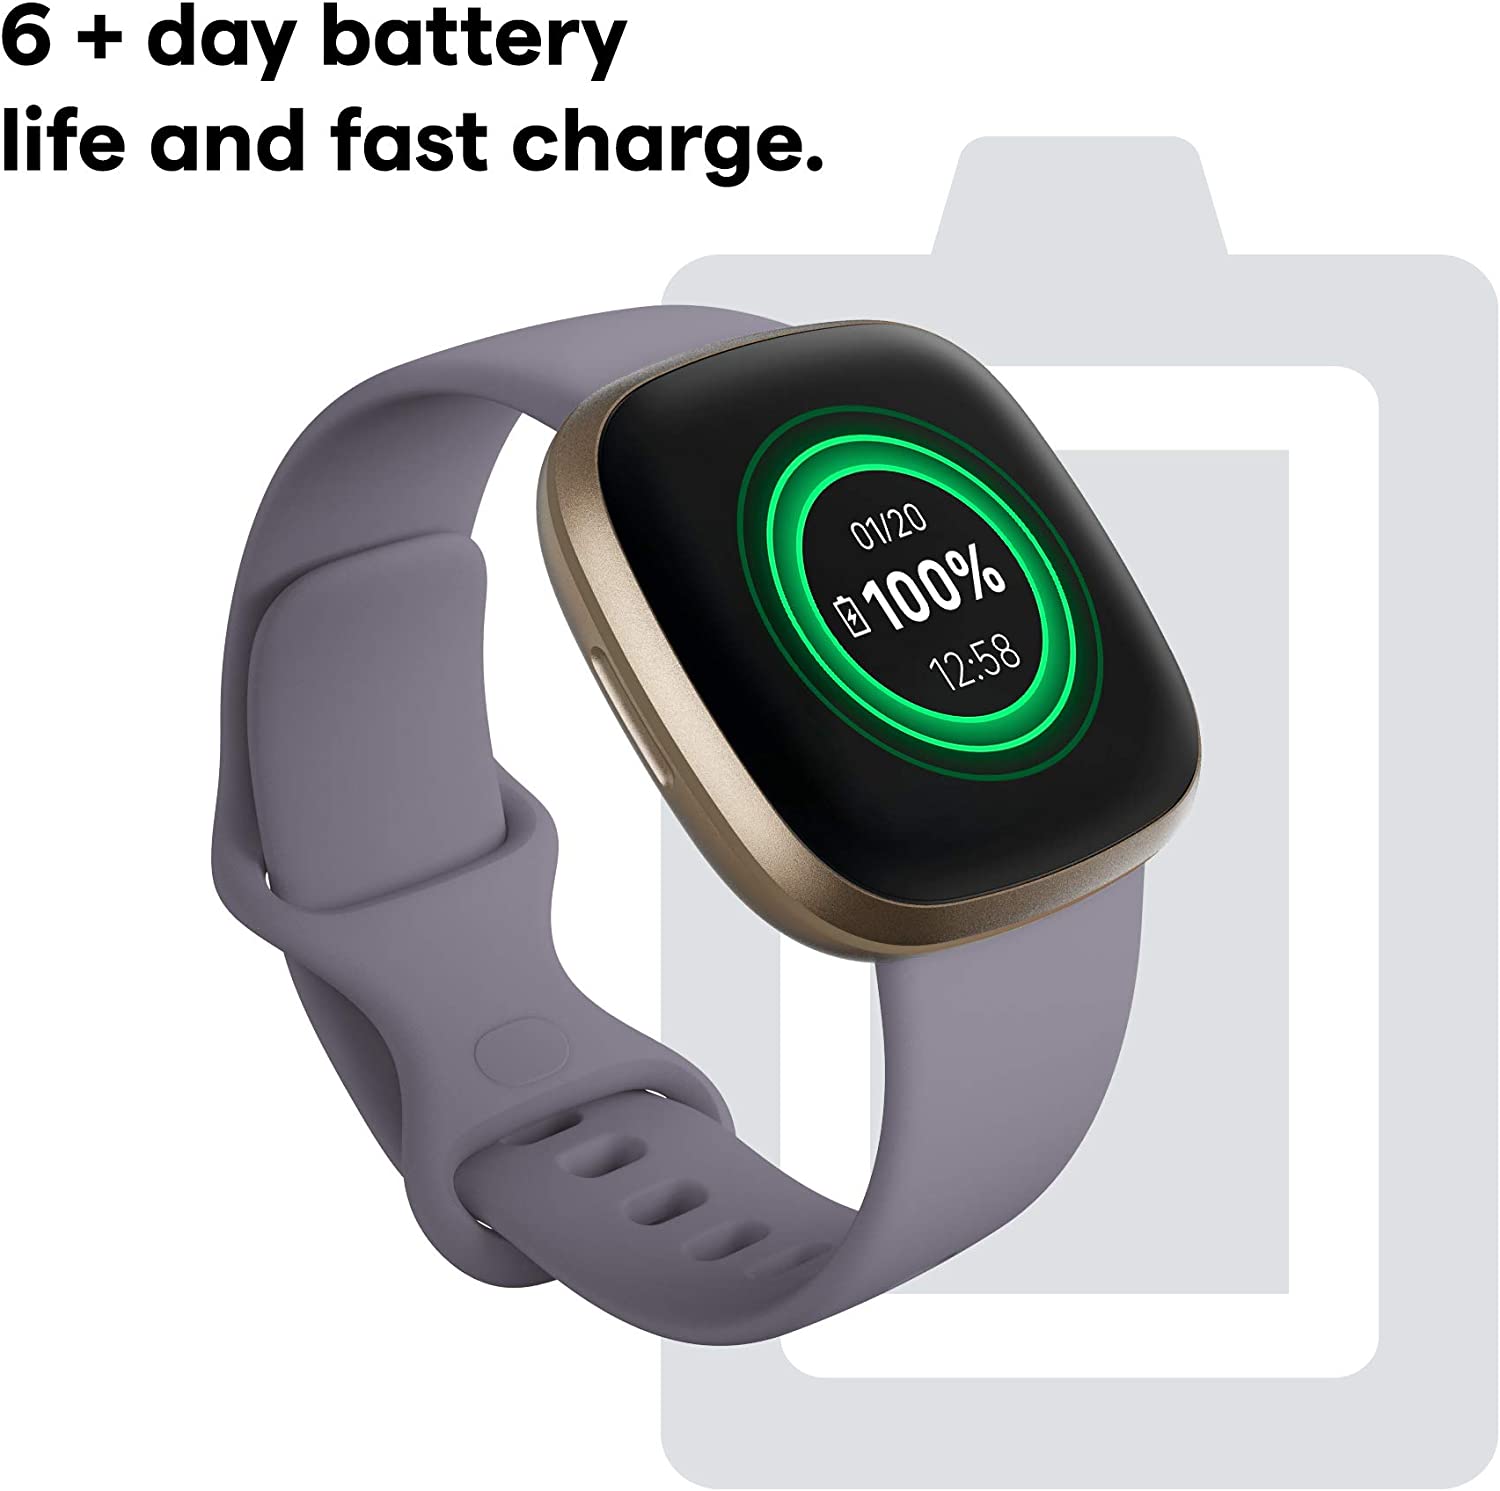 6 + day battery
life and fast charge.
01/20
100%
12:58